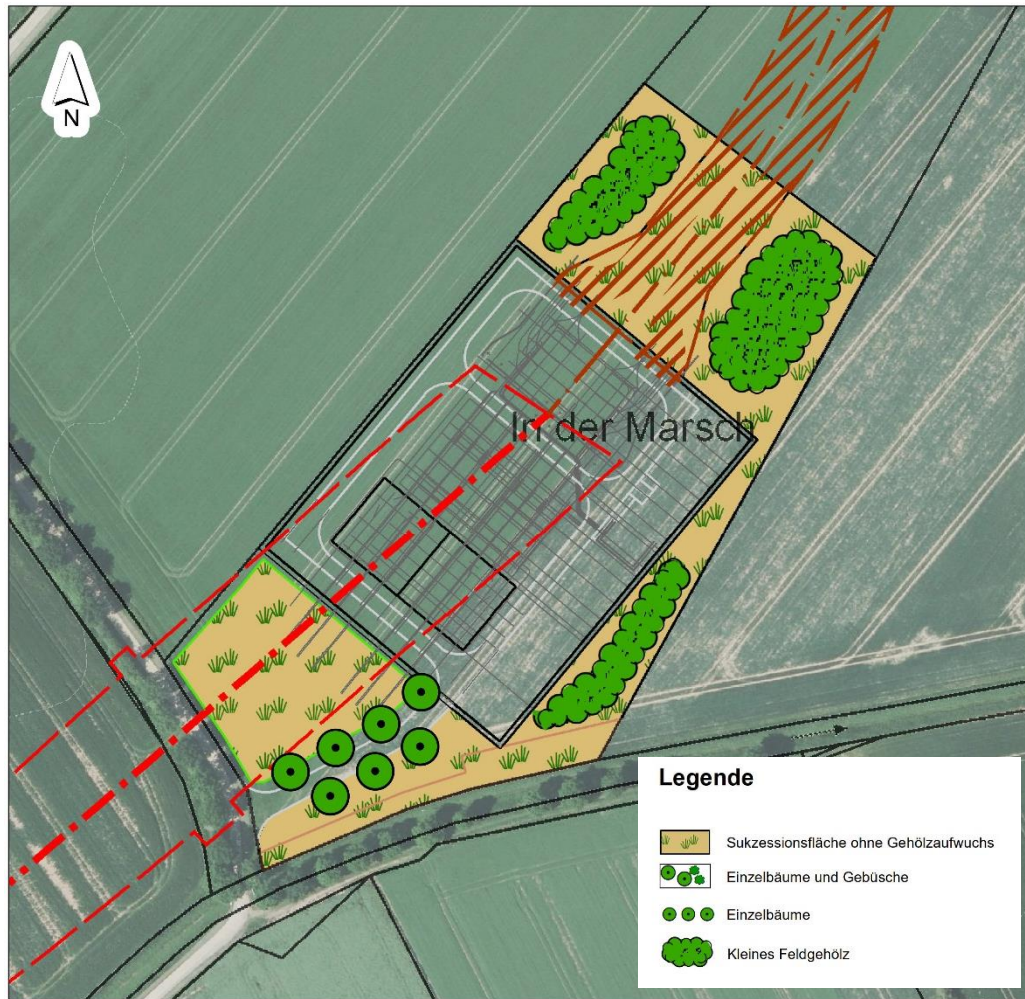 N
In der Marsch
Legende
Sukzessionsfläche ohne Gehölzaufwuchs
Einzelbäume und Gebüsche
Einzelbäume
Kleines Feldgehölz